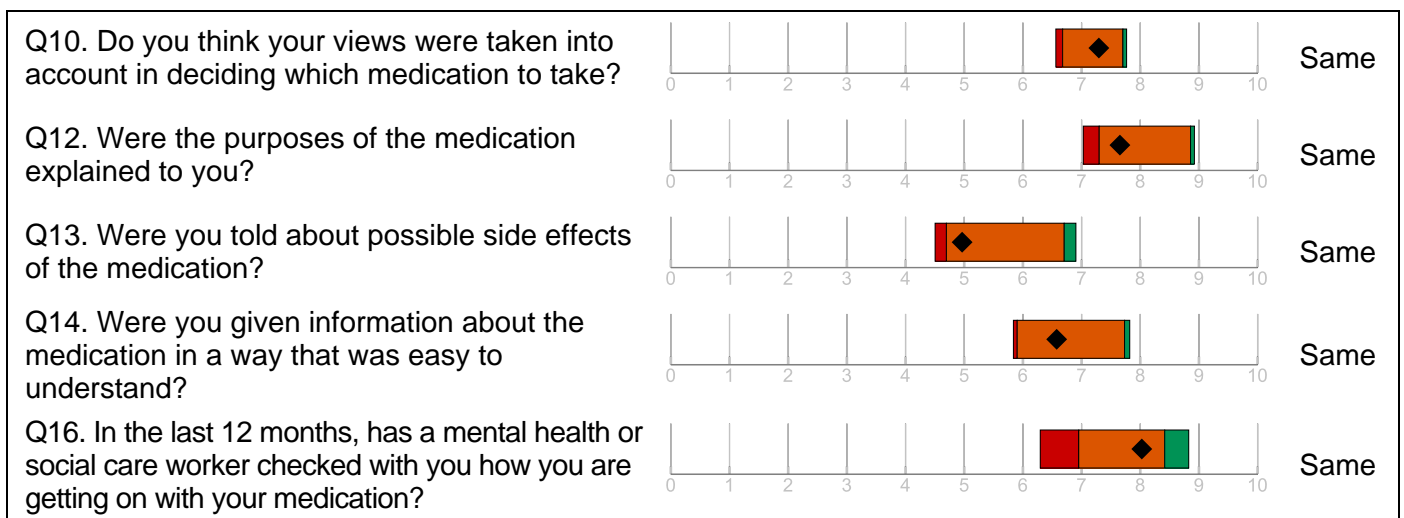 Q10. Do you think your views were taken into
account in deciding which medication to take?
0 1 2 3 4 5 6 7 8 9 10
Same
Q12. Were the purposes of the medication
explained to you?
0 1 2 3 4 5 6 7 8 9 10
Same
Q13. Were you told about possible side effects
of the medication?
0 1 2 3 4 5 6 7 8 9 10
Same
Q14. Were you given information about the
medication in a way that was easy to
understand?
0 1 2 3 4 5 6 7 8 9 10
Same
Q16. In the last 12 months, has a mental health or
social care worker checked with you how you are
getting on with your medication?
0 1 2 3 4 5 6 7 8 9 10
Same